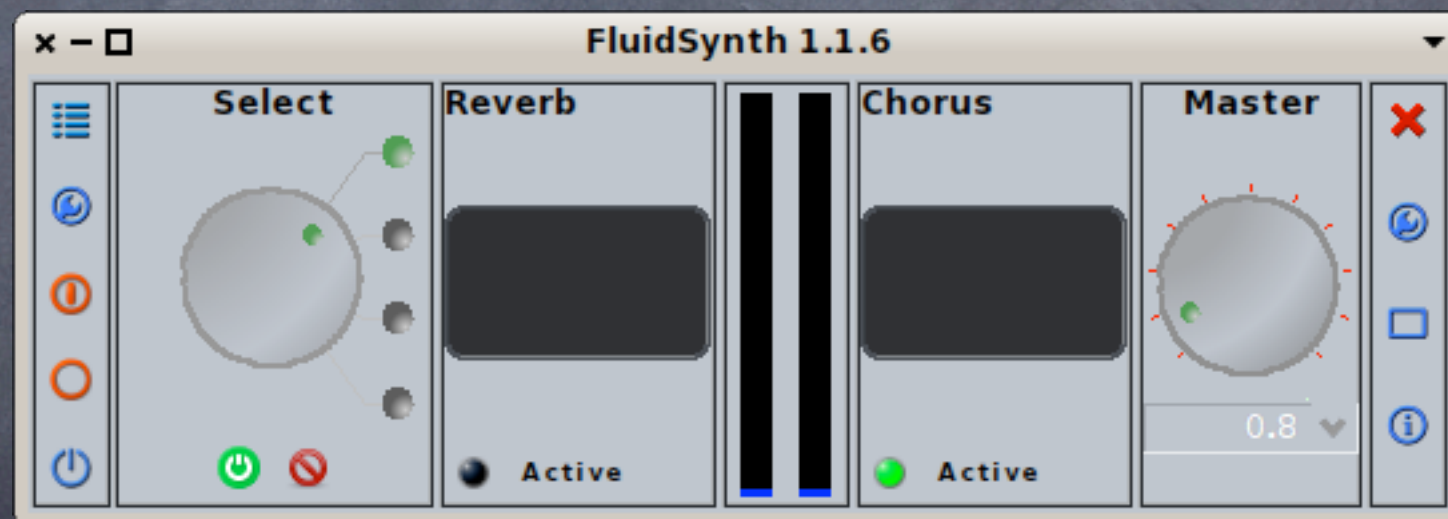 FluidSynth 1.1.6
Select
Reverb
Chorus
Master
0.8
Active
Active